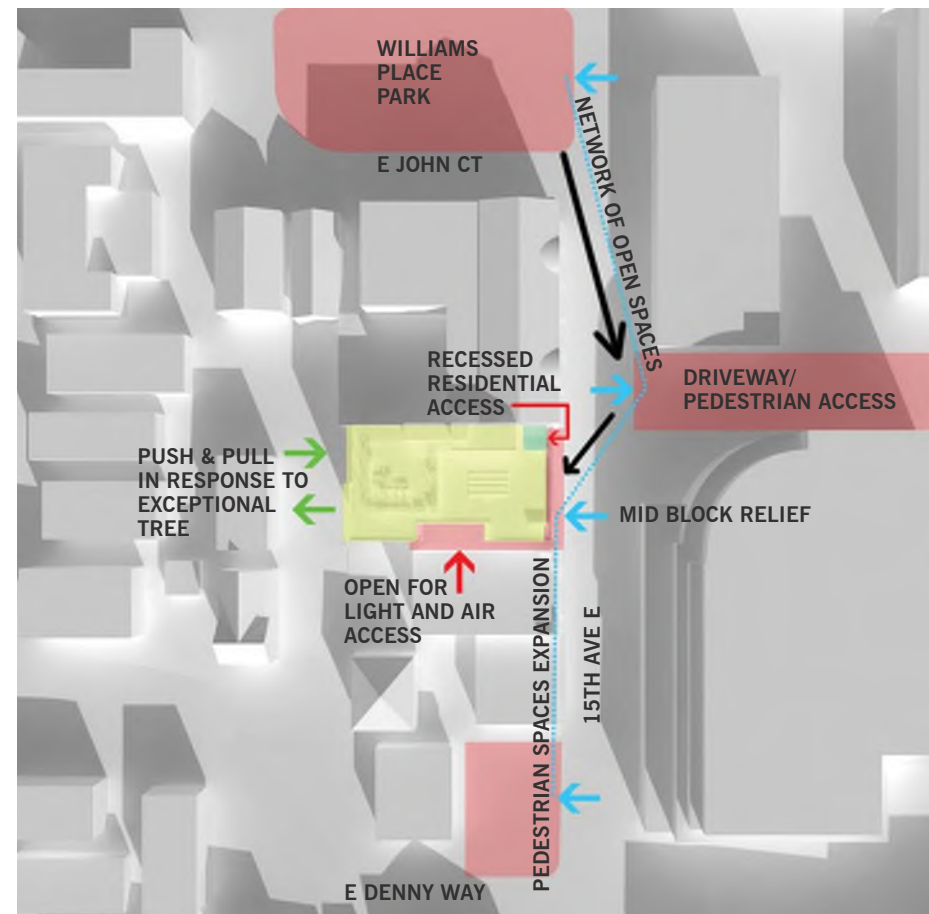 WILLIAMS
PLACE
PARK
E JOHN CT
NETWORK OF OPEN SPACES
RECESSED
RESIDENTIAL
ACCESS
DRIVEWAY/
PEDESTRIAN ACCESS
PUSH & PULL
IN RESPONSE TO
EXCEPTIONAL
TREE
MID BLOCK RELIEF
OPEN FOR
LIGHT AND AIR
ACCESS
PEDESTRIAN SPACES EXPANSION
15TH AVE E
E DENNY WAY